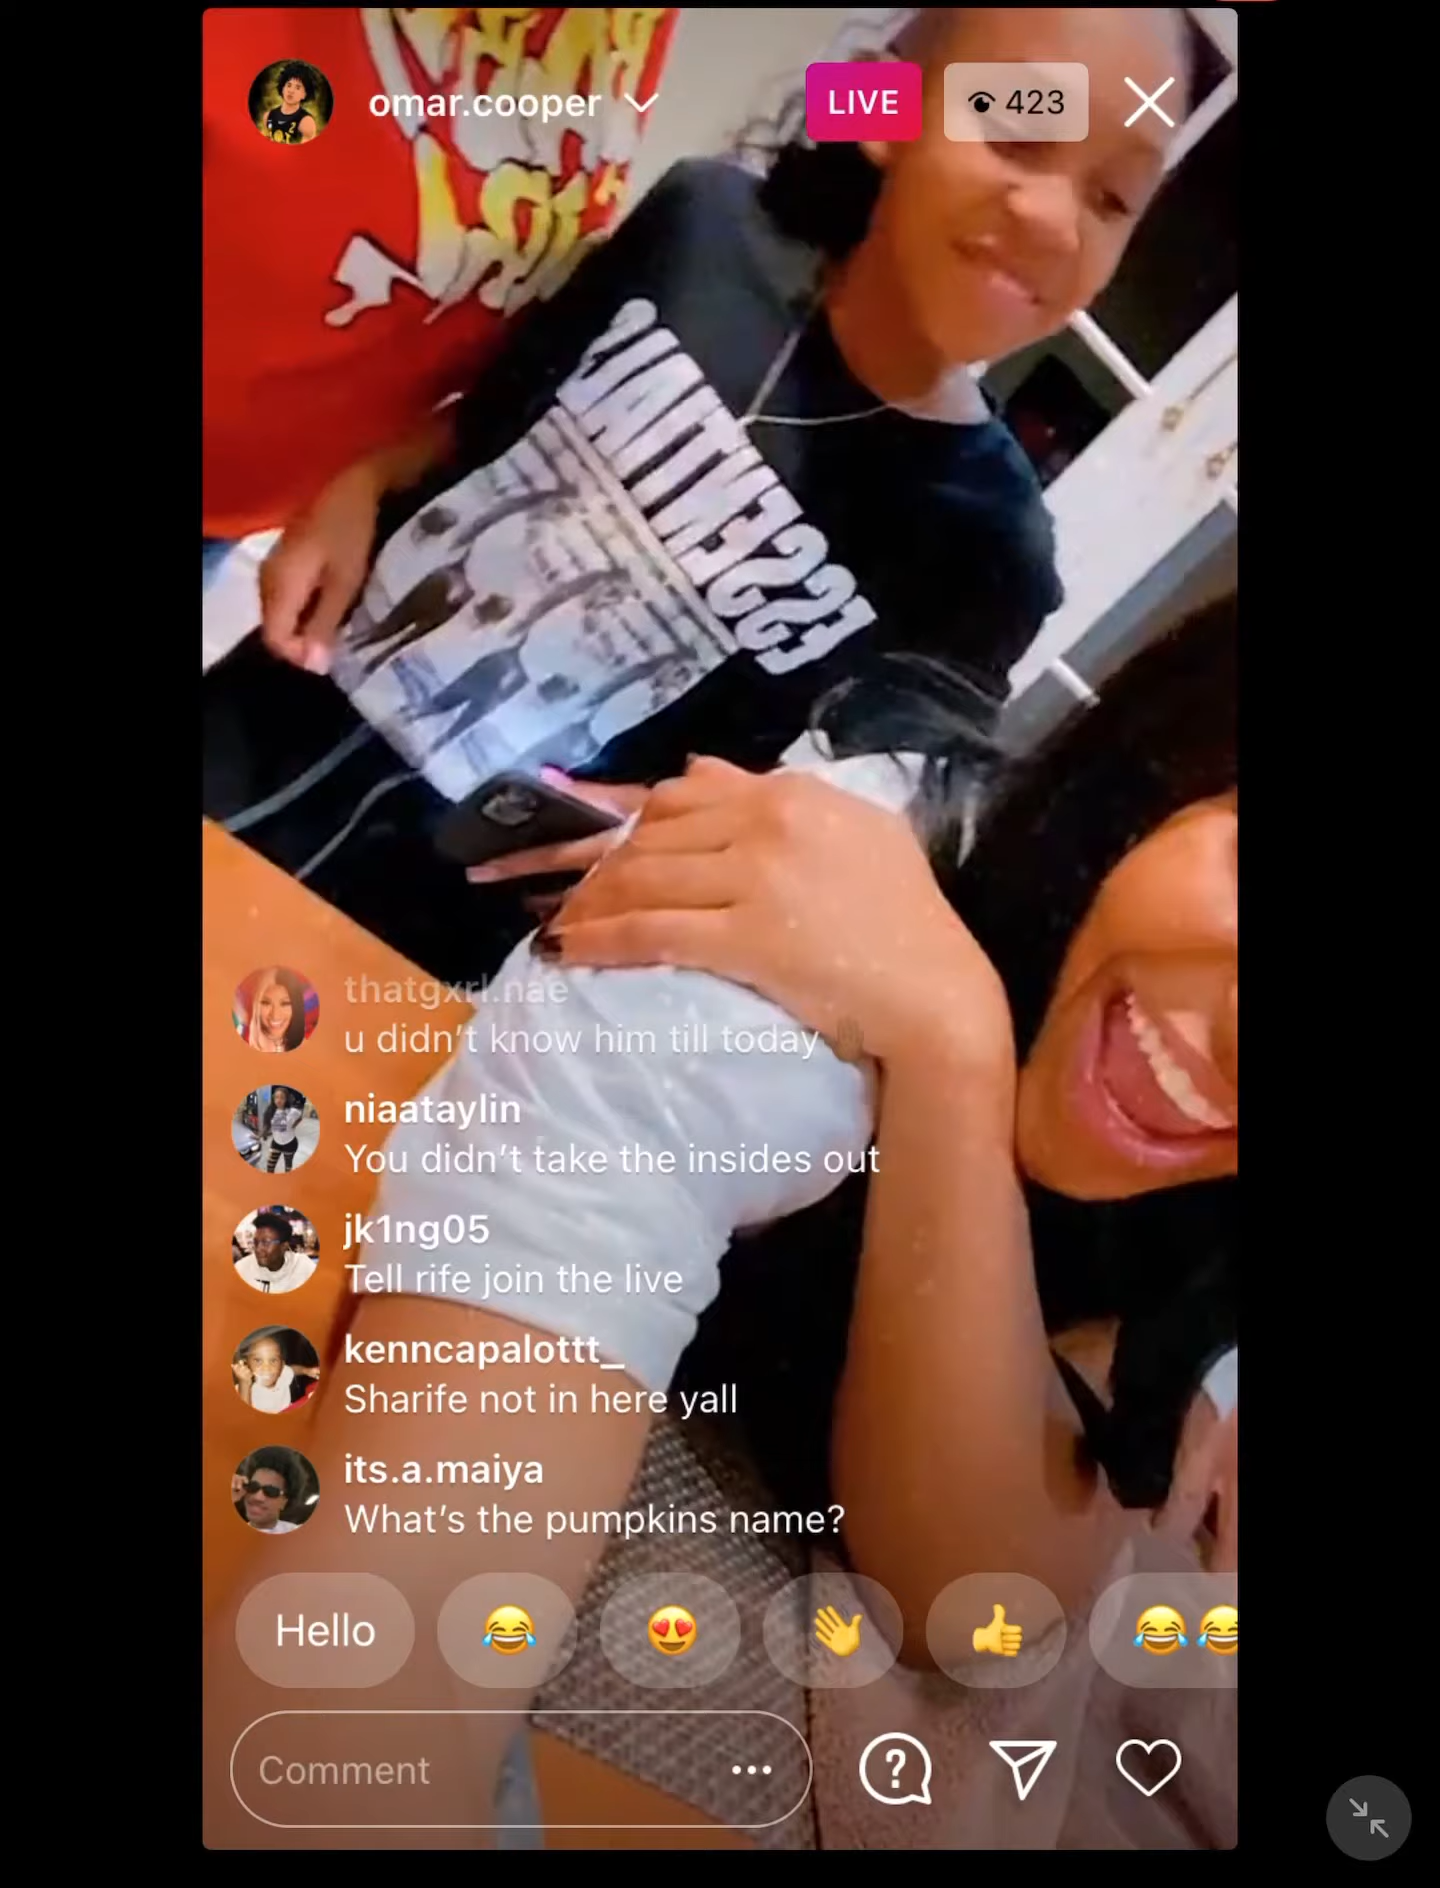 omar.cooper
LIVE
423
ESSENTIALS
thatgxrl.nae
u didn’t know him till today
niaataylin
You didn’t take the insides out
jk1ng05
Tell rife join the live
kenncapalottt_
Sharife not in here yall
its.a.maiya
What’s the pumpkins name?
Hello 😂 😍 👋 👍 😂😂
Comment